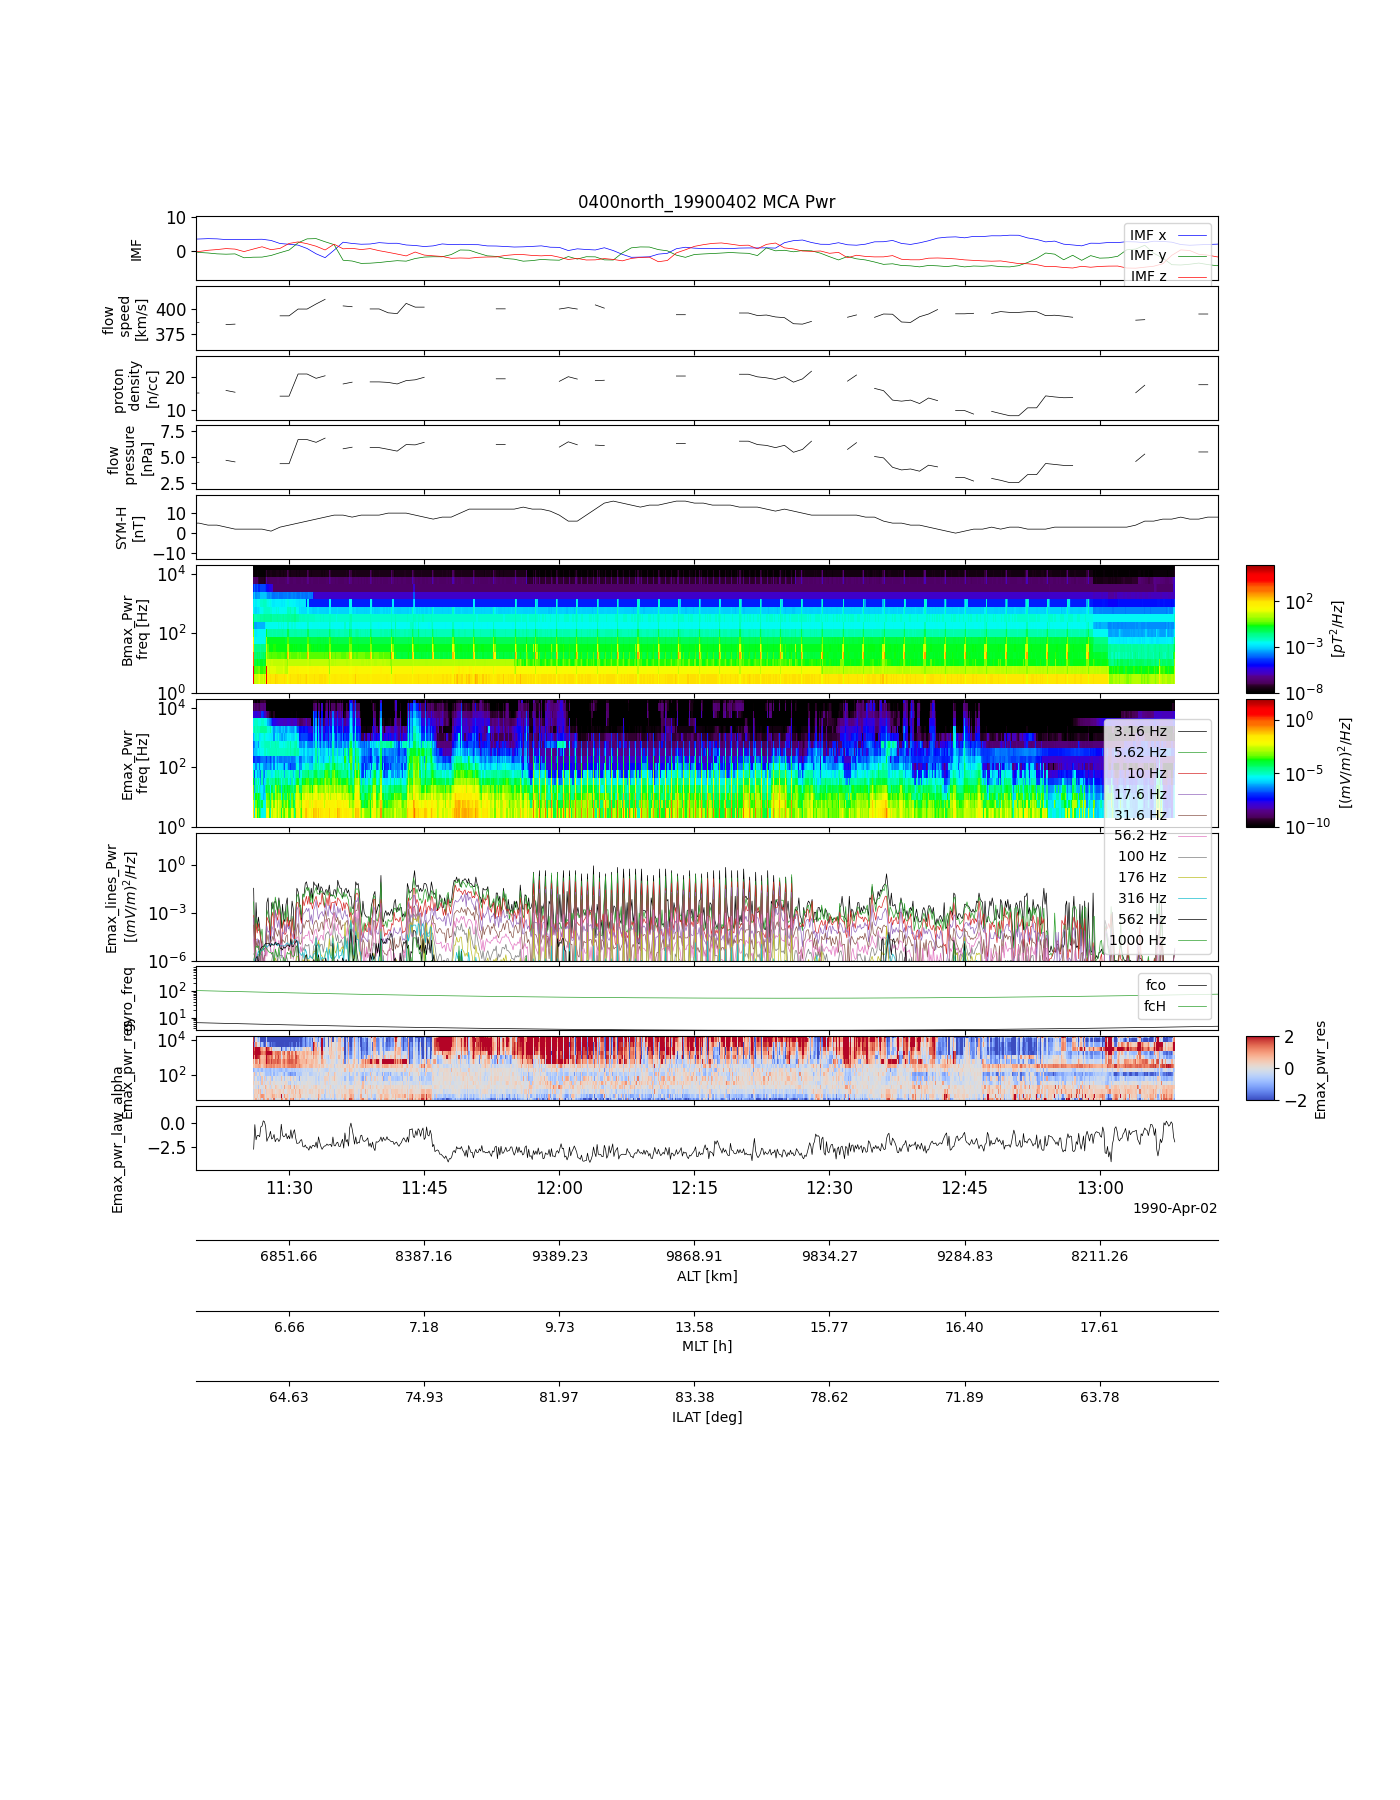 0400north_19900402 MCA Pwr
10
0
IMF
IMF x
IMF y
IMF z
400
375
flow
speed
[km/s]
20
10
proton
density
[n/cc]
7.5
5.0
2.5
flow
pressure
[nPa]
10
0
−10
SYM-H
[nT]
10^4
10^2
10^0
Bmax_Pwr
freq [Hz]
10^2
10^−3
10^−8
[pT^2/Hz]
10^4
10^2
10^0
Emax_Pwr
freq [Hz]
10^0
10^−5
10^−10
[(mV/m)^2/Hz]
3.16 Hz
5.62 Hz
10 Hz
17.6 Hz
31.6 Hz
56.2 Hz
100 Hz
176 Hz
316 Hz
562 Hz
1000 Hz
10^0
10^−3
10^−6
Emax_lines_Pwr
[(mV/m)^2/Hz]
10^2
10^1
gyro_freq
fco
fcH
10^4
10^2
Emax_pwr_res
2
0
−2
Emax_pwr_res
0.0
−2.5
Emax_pwr_law_alpha
11:30 11:45 12:00 12:15 12:30 12:45 13:00
1990-Apr-02
6851.66 8387.16 9389.23 9868.91 9834.27 9284.83 8211.26
ALT [km]
6.66 7.18 9.73 13.58 15.77 16.40 17.61
MLT [h]
64.63 74.93 81.97 83.38 78.62 71.89 63.78
ILAT [deg]